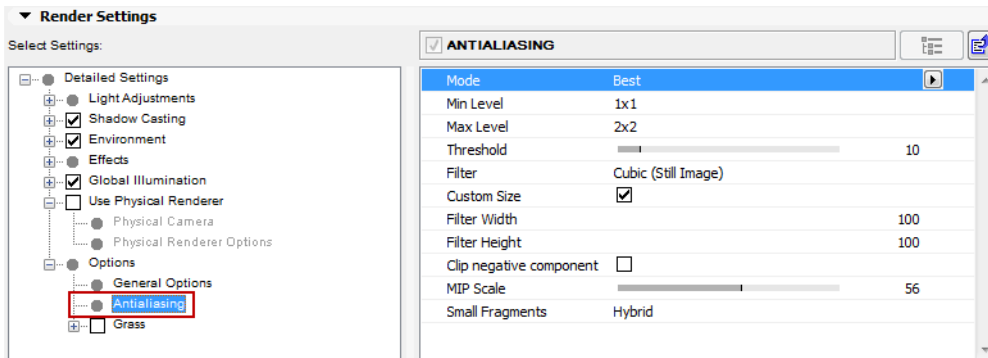 Render Settings
Select Settings:
Detailed Settings
Light Adjustments
Shadow Casting
Environment
Effects
Global Illumination
Use Physical Renderer
Physical Camera
Physical Renderer Options
Options
General Options
Antialiasing
Grass
ANTIALIASING
Mode Best
Min Level 1x1
Max Level 2x2
Threshold 10
Filter Cubic (Still Image)
Custom Size
Filter Width 100
Filter Height 100
Clip negative component
MIP Scale 56
Small Fragments Hybrid